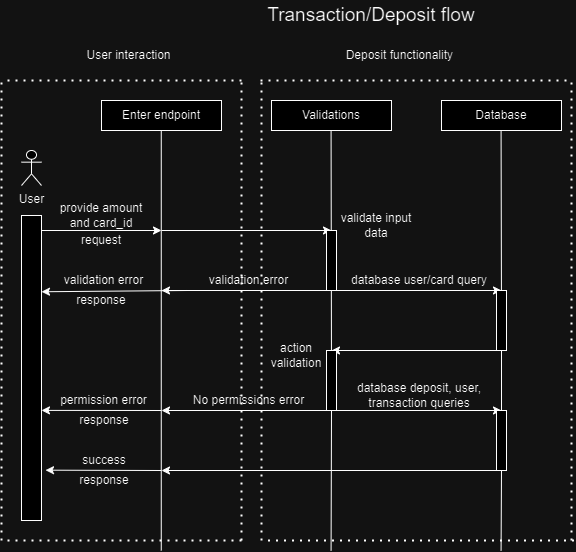 Transaction/Deposit flow
User interaction
Deposit functionality
Enter endpoint
Validations
Database
User
provide amount
and card_id
request
validate input
data
validation error
response
validation error
database user/card query
action
validation
permission error
response
No permissions error
database deposit, user,
transaction queries
success
response